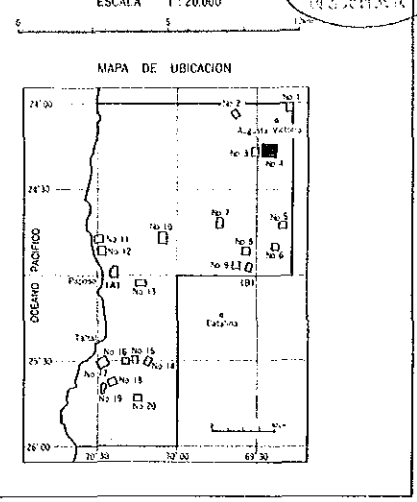 ESCALA 1:20.000
MAPA DE UBICACION
24°00
No 1
No 2
Augusta Victoria
No 3
No 4
24°30
No 7
No 5
No 10
No 11
No 8
No 6
No 12
No 9
OCEANO PACIFICO
Paposo
(A)
(B)
No 13
Catalina
Taltal
25°30
No 16
No 15
No 14
No 17
No 18
No 19
No 20
26°00
70°30
70°00
69°30